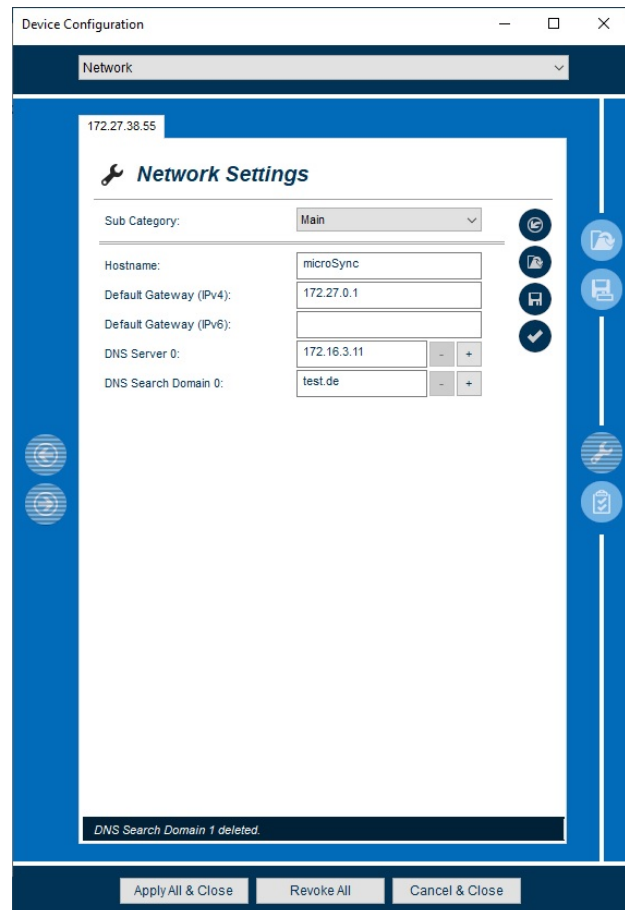 Device Configuration
Network
172.27.38.55
Network Settings
Sub Category: Main
Hostname: microSync
Default Gateway (IPv4): 172.27.0.1
Default Gateway (IPv6):
DNS Server 0: 172.16.3.11 - +
DNS Search Domain 0: test.de - +
DNS Search Domain 1 deleted.
Apply All & Close Revoke All Cancel & Close